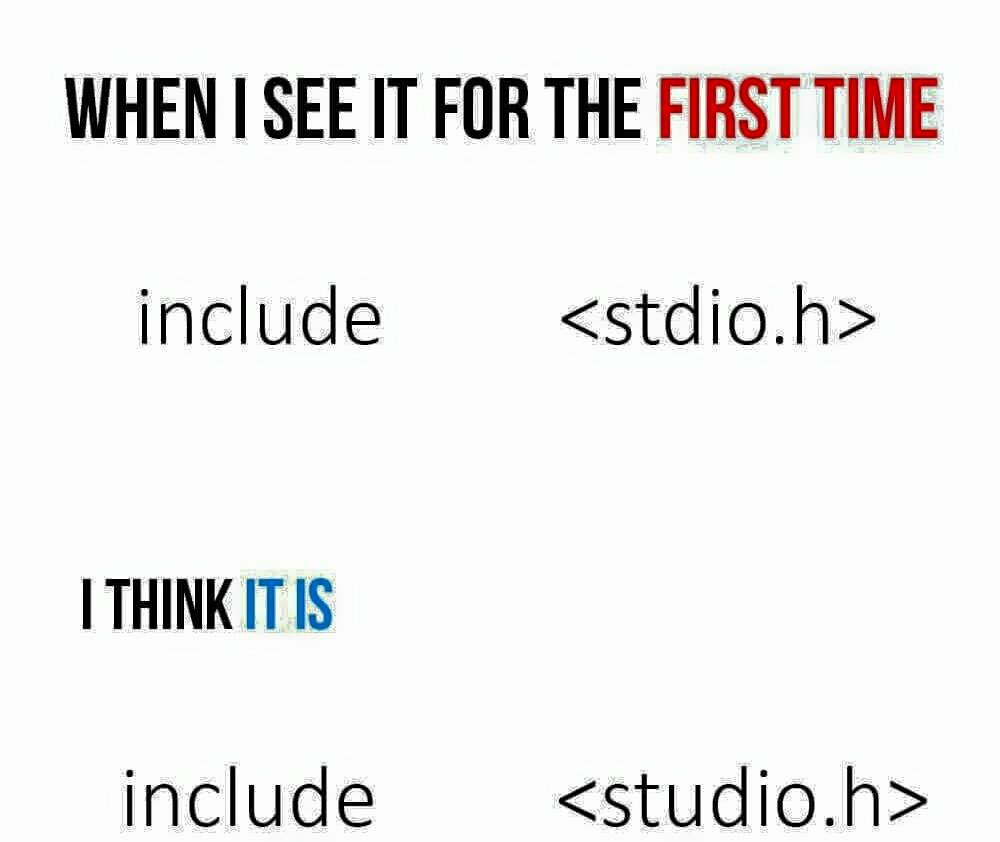 WHEN I SEE IT FOR THE FIRST TIME
include <stdio.h>
I THINK IT IS
include <studio.h>